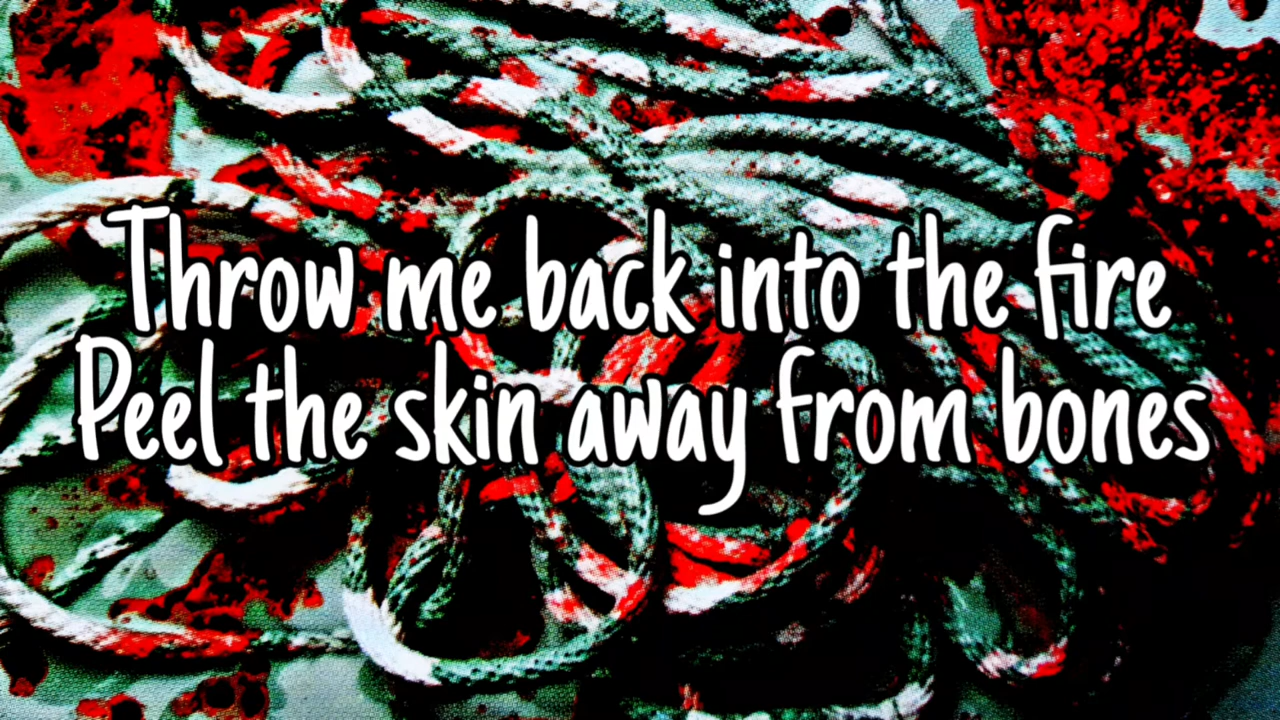 Throw me back into the fire
Peel the skin away from bones